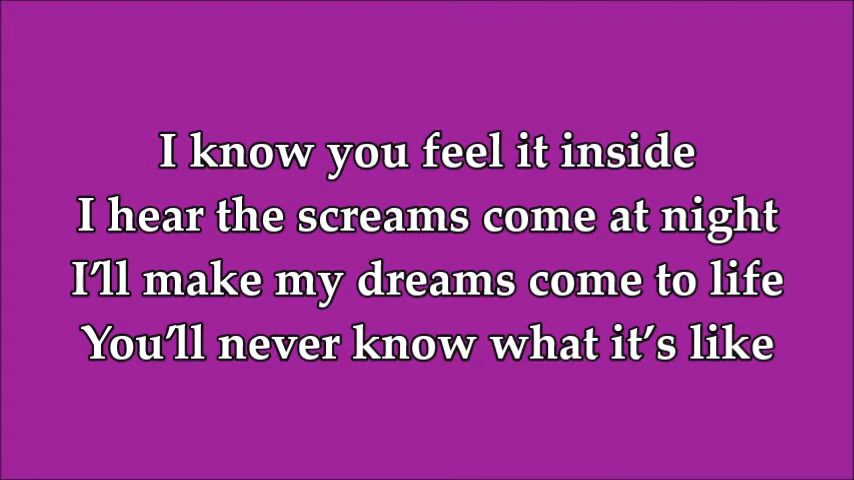 I know you feel it inside
I hear the screams come at night
I'll make my dreams come to life
You'll never know what it's like